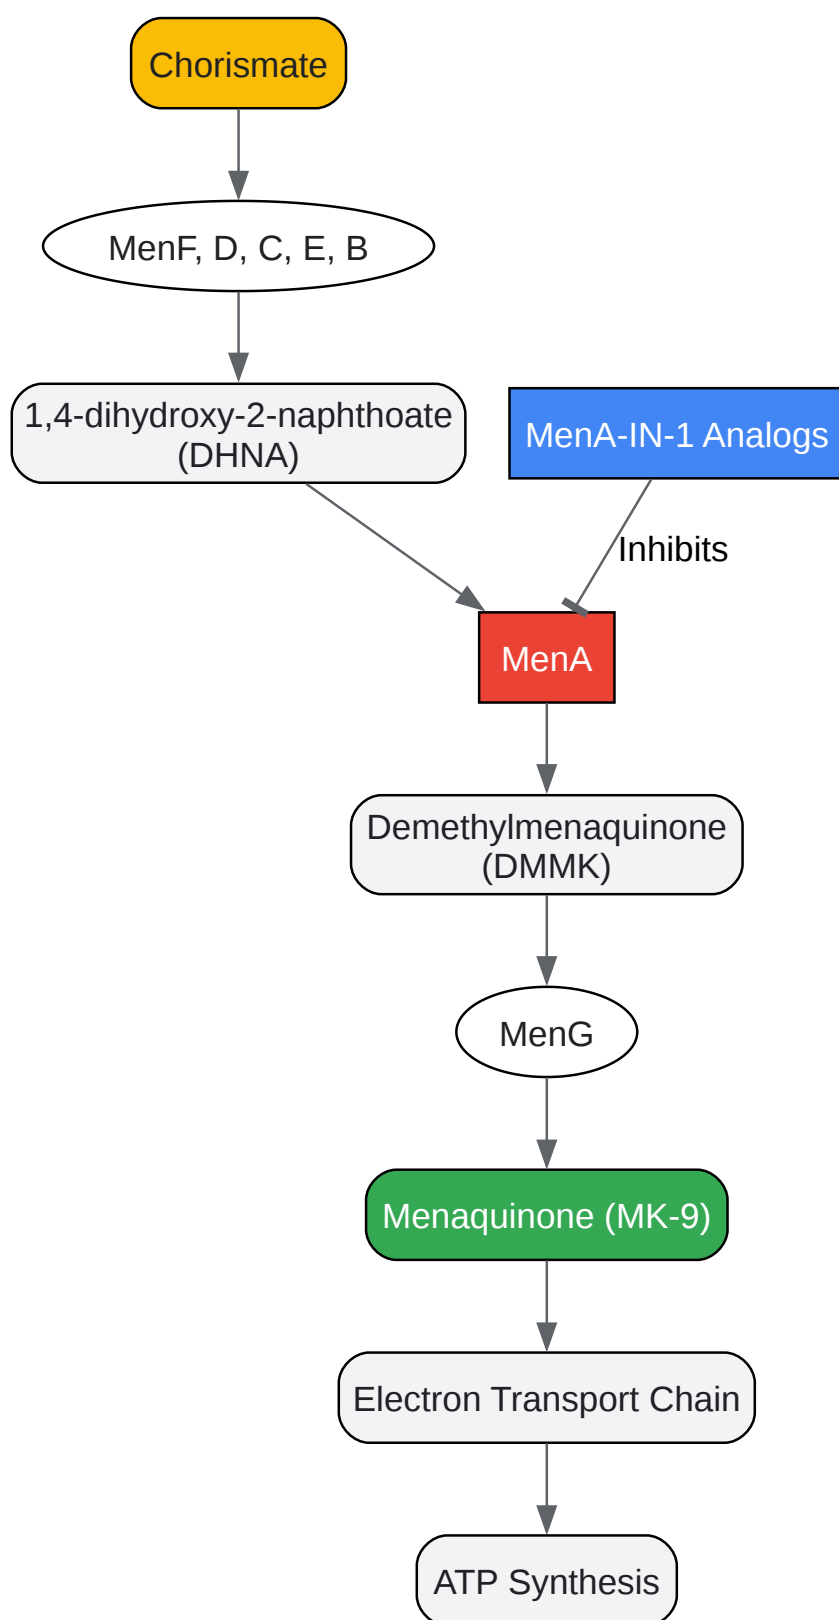 Chorismate
MenF, D, C, E, B
1,4-dihydroxy-2-naphthoate
(DHNA)
MenA-IN-1 Analogs
Inhibits
MenA
Demethylmenaquinone
(DMMK)
MenG
Menaquinone (MK-9)
Electron Transport Chain
ATP Synthesis